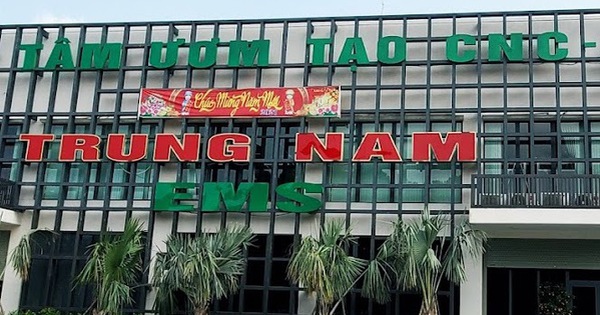 TÂM ƯƠM TẠO CNC -
Chúc Mừng Năm Mới
TRUNG NAM
EMS